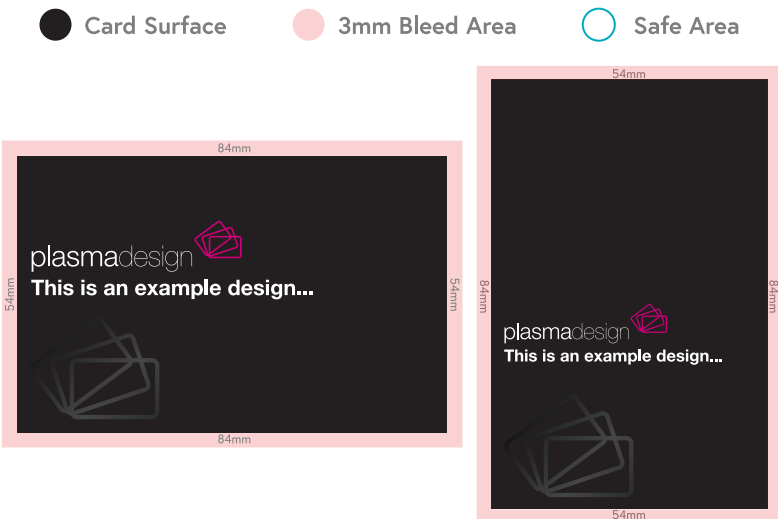 Card Surface
3mm Bleed Area
Safe Area
84mm
54mm
plasmadesign
This is an example design...
54mm
84mm
54mm
84mm
plasmadesign
This is an example design...
84mm
54mm